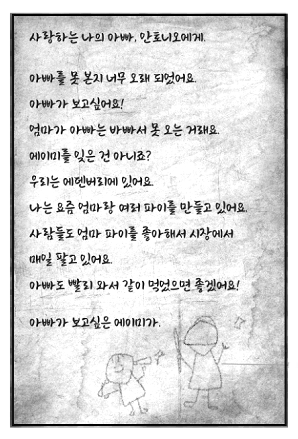 사랑하는 나의 아빠, 안토니오에게.
아빠를 못 본지 너무 오래 되었어요.
아빠가 보고싶어요!
엄마가 아빠는 바빠서 못 오는 거래요.
에이미를 잊은 건 아니죠?
우리는 에덴버리에 있어요.
나는 요즘 엄마랑 여러 파이를 만들고 있어요.
사람들도 엄마 파이를 좋아해서 시장에서
매일 팔고 있어요.
아빠도 빨리 와서 같이 먹었으면 좋겠어요!
아빠가 보고싶은 에이미가.